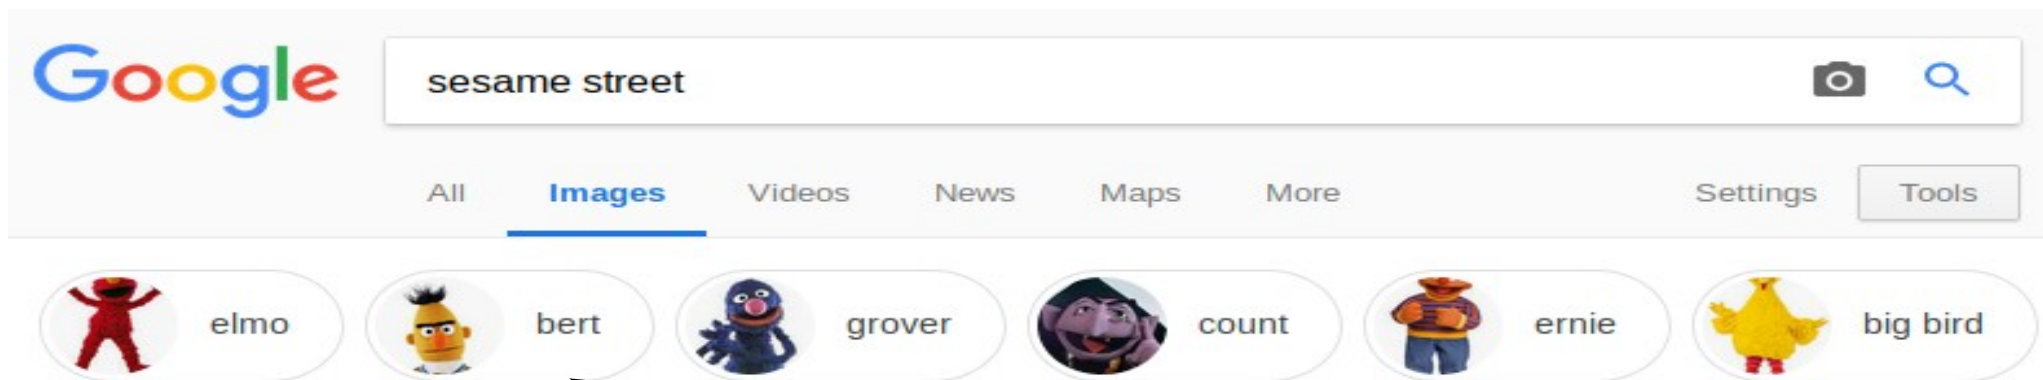 Google sesame street
All Images Videos News Maps More Settings Tools
elmo bert grover count ernie big bird